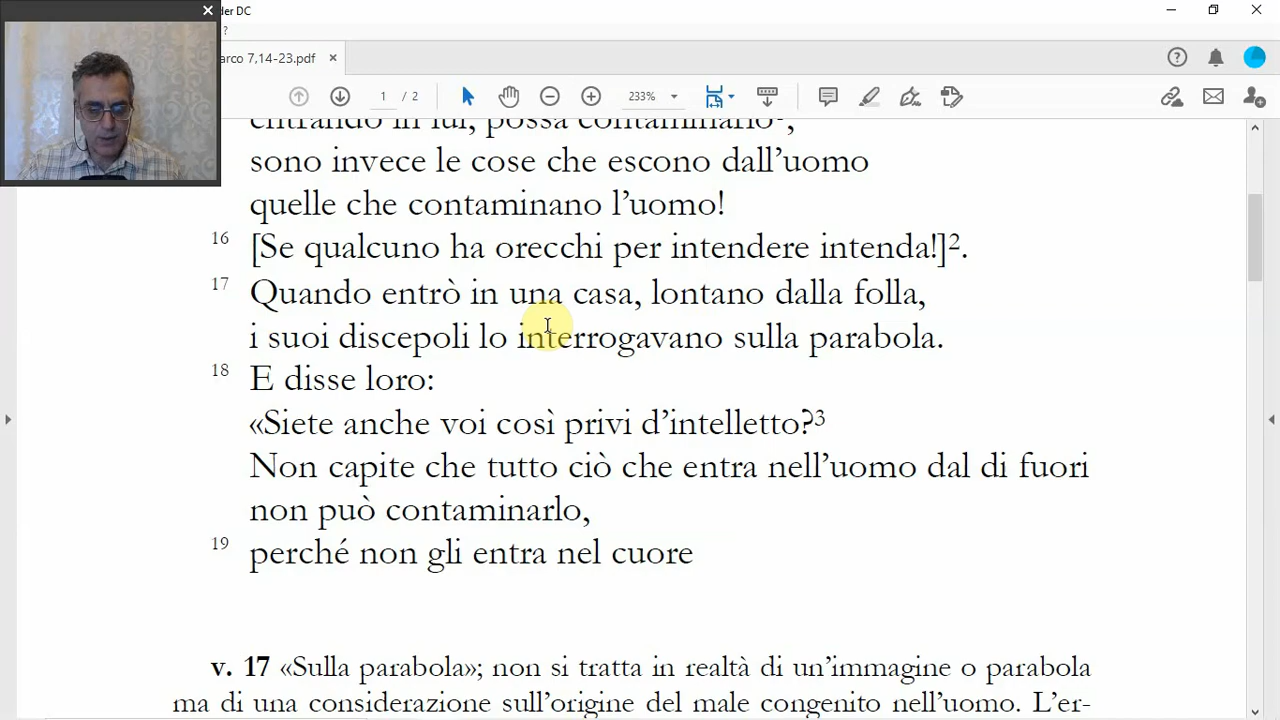 der DC
?
arco 7,14-23.pdf
1 / 2
233%
entrando in lui, possa contaminarlo
sono invece le cose che escono dall’uomo
quelle che contaminano l’uomo!
16 [Se qualcuno ha orecchi per intendere intenda!]².
17 Quando entrò in una casa, lontano dalla folla,
i suoi discepoli lo interrogavano sulla parabola.
18 E disse loro:
«Siete anche voi così privi d’intelletto?³
Non capite che tutto ciò che entra nell’uomo dal di fuori
non può contaminarlo,
19 perché non gli entra nel cuore
v. 17 «Sulla parabola»; non si tratta in realtà di un’immagine o parabola
ma di una considerazione sull’origine del male congenito nell’uomo. L’er-